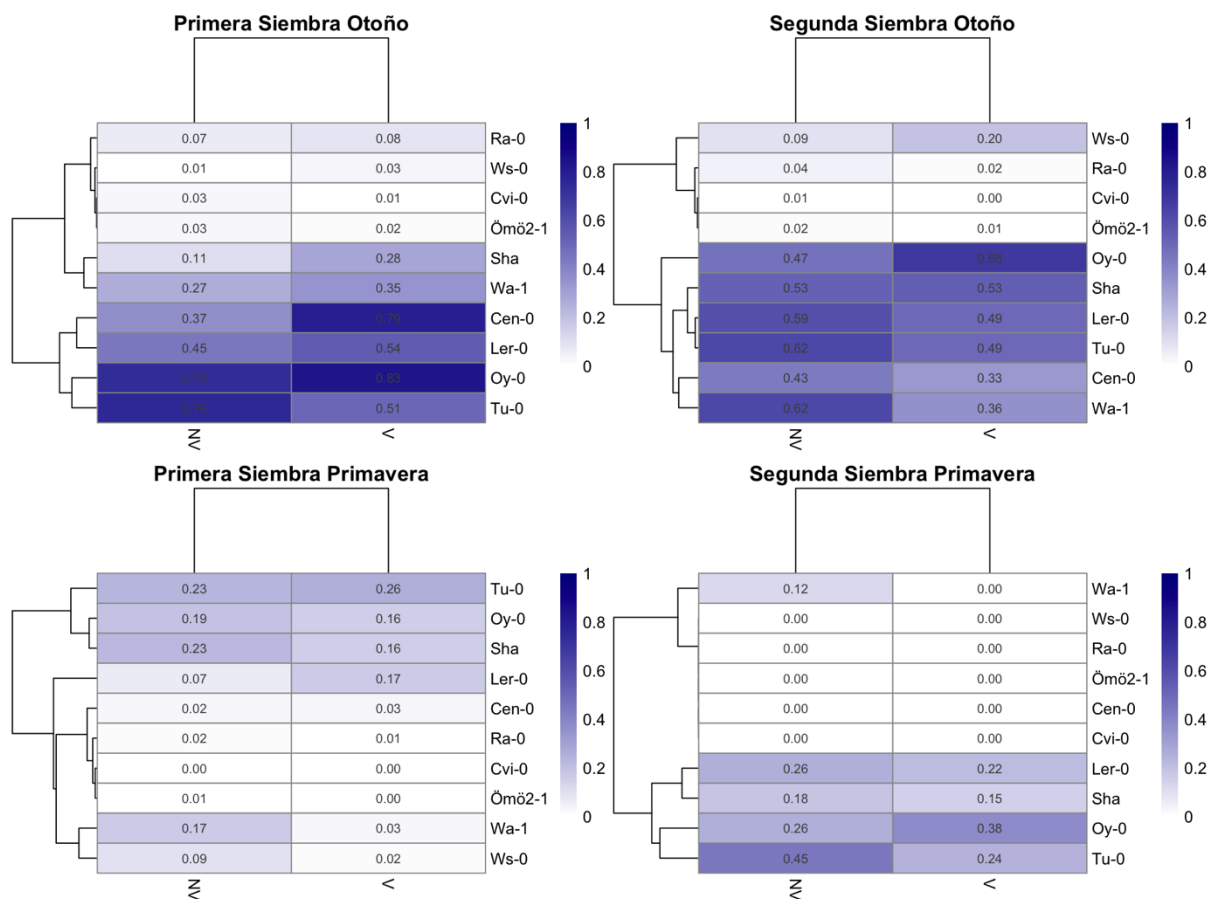 Primera Siembra Otoño
0.07 0.08 Ra-0
0.01 0.03 Ws-0
0.03 0.01 Cvi-0
0.03 0.02 Ömö2-1
0.11 0.28 Sha
0.27 0.35 Wa-1
0.37 0.79 Cen-0
0.45 0.54 Ler-0
0.83 Oy-0
0.51 Tu-0
NV V
1
0.8
0.6
0.4
0.2
0
Segunda Siembra Otoño
0.09 0.20 Ws-0
0.04 0.02 Ra-0
0.01 0.00 Cvi-0
0.02 0.01 Ömö2-1
0.47 Oy-0
0.53 0.53 Sha
0.59 0.49 Ler-0
0.62 0.49 Tu-0
0.43 0.33 Cen-0
0.62 0.36 Wa-1
NV V
1
0.8
0.6
0.4
0.2
0
Primera Siembra Primavera
0.23 0.26 Tu-0
0.19 0.16 Oy-0
0.23 0.16 Sha
0.07 0.17 Ler-0
0.02 0.03 Cen-0
0.02 0.01 Ra-0
0.00 0.00 Cvi-0
0.01 0.00 Ömö2-1
0.17 0.03 Wa-1
0.09 0.02 Ws-0
NV V
1
0.8
0.6
0.4
0.2
0
Segunda Siembra Primavera
0.12 0.00 Wa-1
0.00 0.00 Ws-0
0.00 0.00 Ra-0
0.00 0.00 Ömö2-1
0.00 0.00 Cen-0
0.00 0.00 Cvi-0
0.26 0.22 Ler-0
0.18 0.15 Sha
0.26 0.38 Oy-0
0.45 0.24 Tu-0
NV V
1
0.8
0.6
0.4
0.2
0